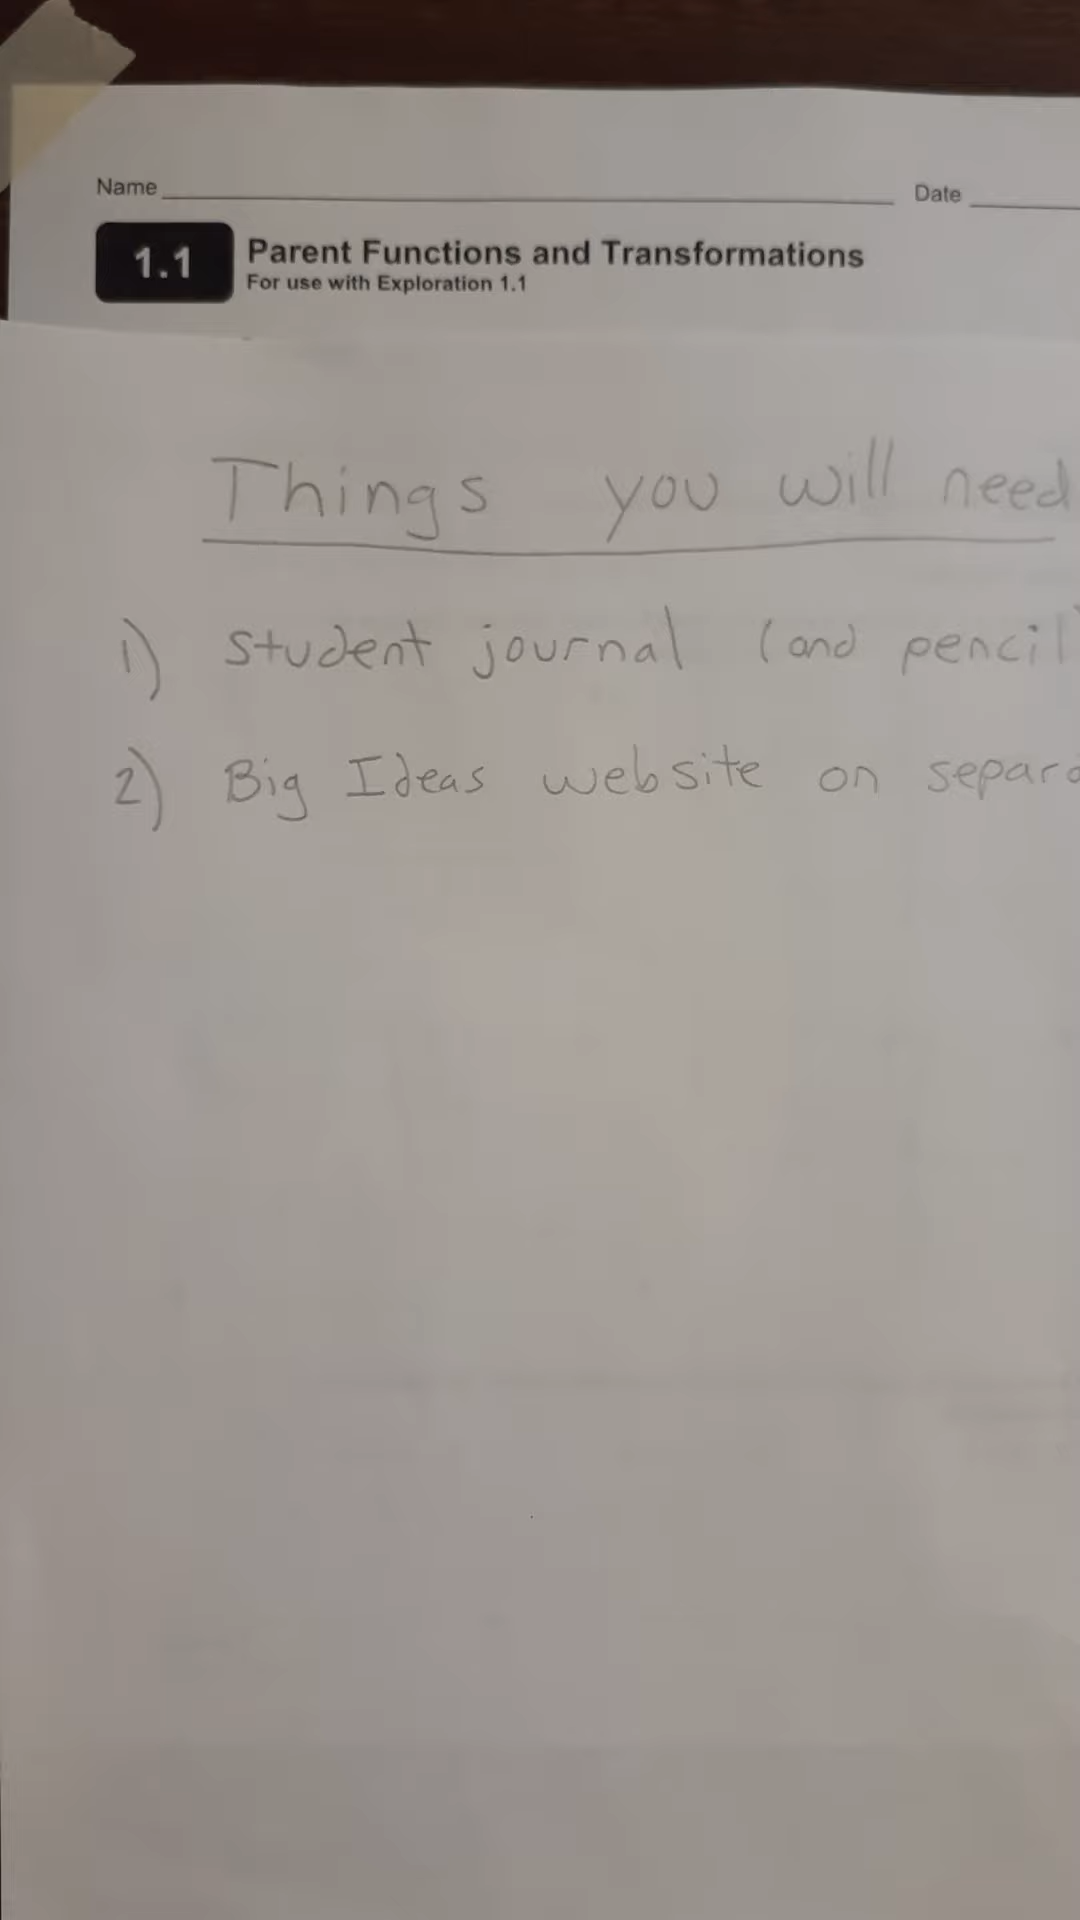 Name Date
1.1 Parent Functions and Transformations
For use with Exploration 1.1
Things you will need
1) student journal (and pencil
2) Big Ideas website on